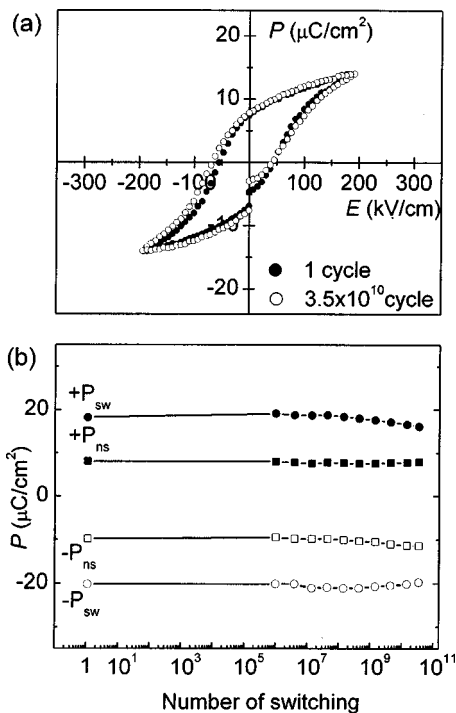 (a)
P (μC/cm²)
20
10
-300 -200 -100 100 200 300
E (kV/cm)
-10
-20
● 1 cycle
○ 3.5x10¹⁰cycle
(b)
P (μC/cm²)
20
0
-20
+P_sw
+P_ns
-P_ns
-P_sw
1 10¹ 10³ 10⁵ 10⁷ 10⁹ 10¹¹
Number of switching